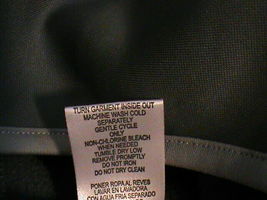 TURN GARMENT INSIDE OUT
MACHINE WASH COLD
SEPARATELY
GENTLE CYCLE
ONLY
NON-CHLORINE BLEACH
WHEN NEEDED
TUMBLE DRY LOW
REMOVE PROMPTLY
DO NOT IRON
DO NOT DRY CLEAN
PONER ROPA AL REVES
LAVAR EN LAVADORA
CON AGUA FRIA SEPARADO